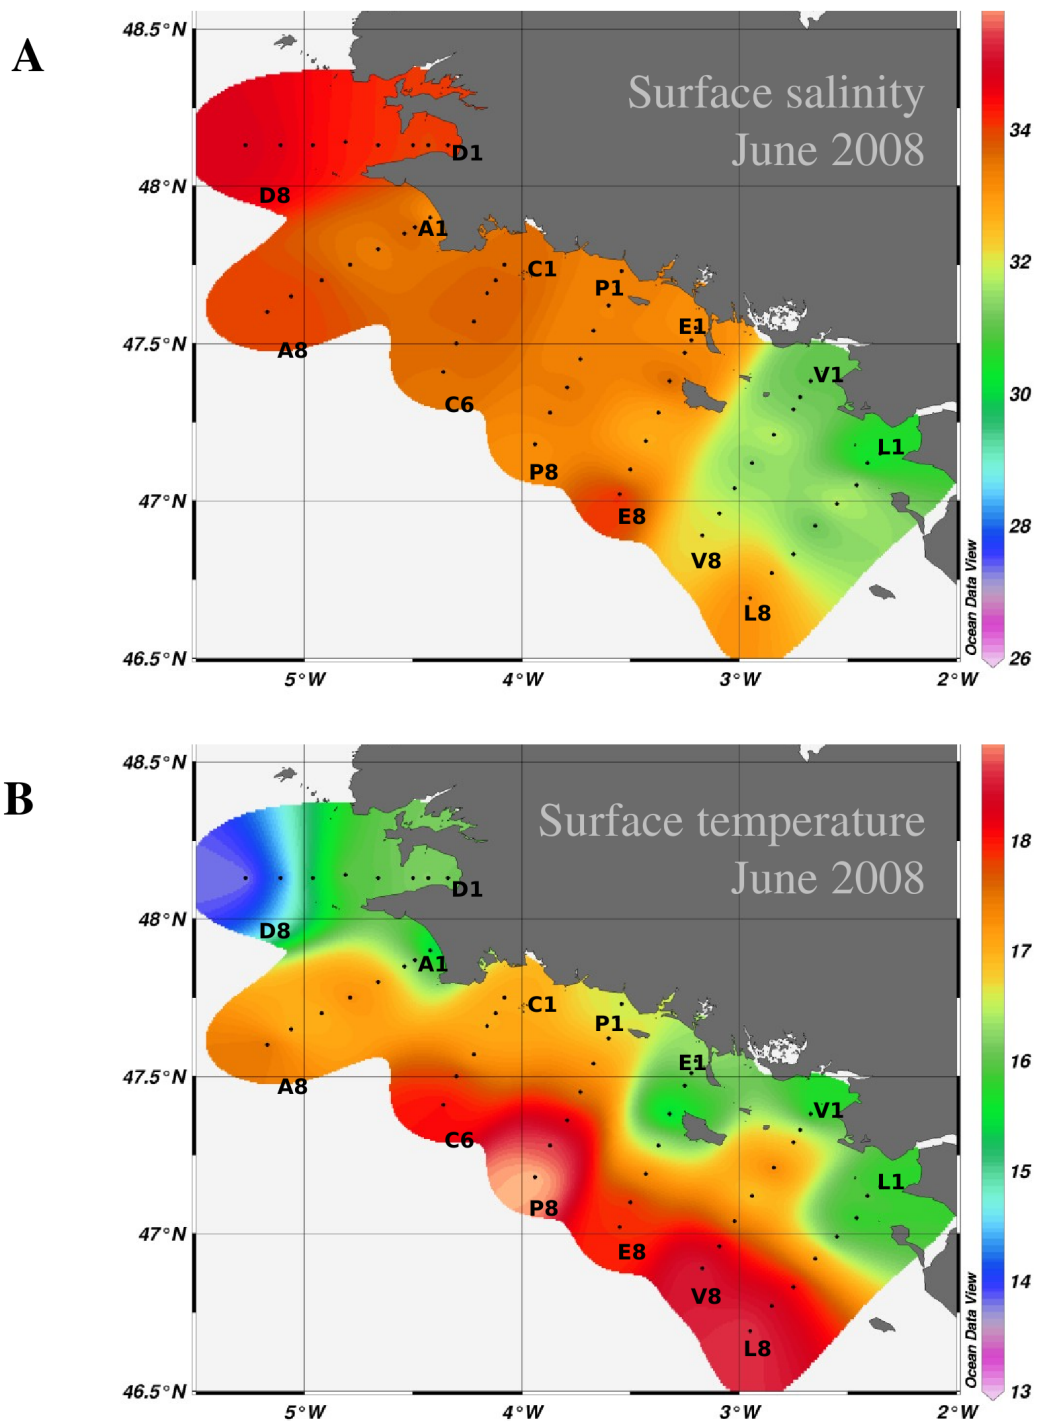 A
48.5°N
48°N
47.5°N
47°N
46.5°N
5°W
4°W
3°W
2°W
Surface salinity
June 2008
D1
D8
A1
A8
C1
C6
P1
P8
E1
E8
V1
V8
L1
L8
34
32
30
28
26
Ocean Data View
B
48.5°N
48°N
47.5°N
47°N
46.5°N
5°W
4°W
3°W
2°W
Surface temperature
June 2008
D1
D8
A1
A8
C1
C6
P1
P8
E1
E8
V1
V8
L1
L8
18
17
16
15
14
13
Ocean Data View